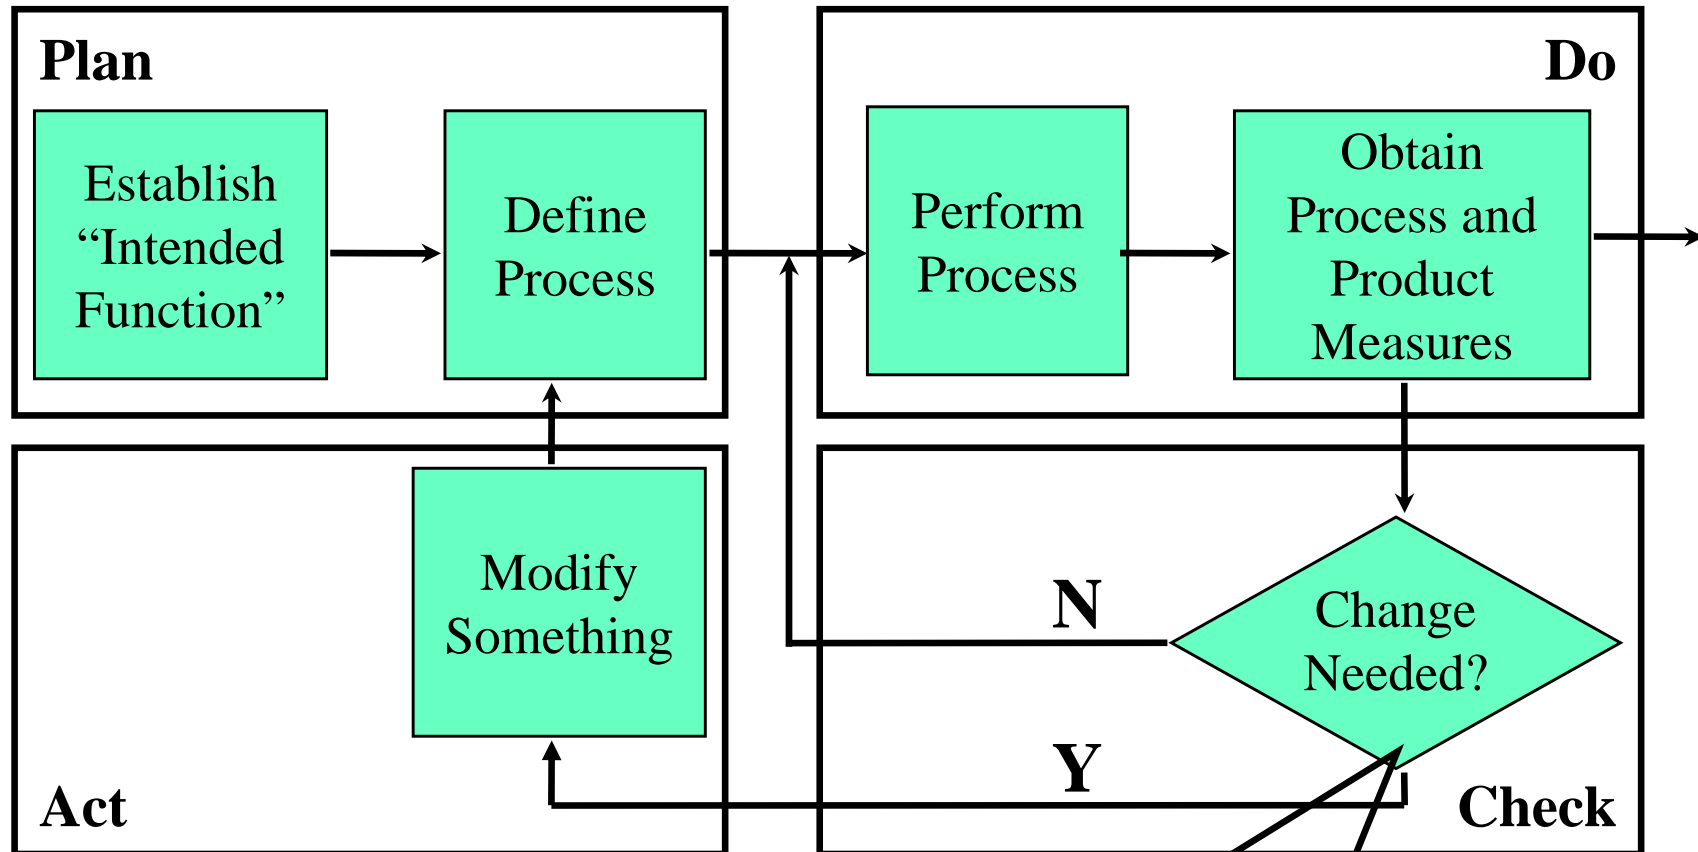 Plan
Establish
“Intended
Function”
Define
Process
Do
Perform
Process
Obtain
Process and
Product
Measures
Modify
Something
Act
N
Change
Needed?
Y
Check